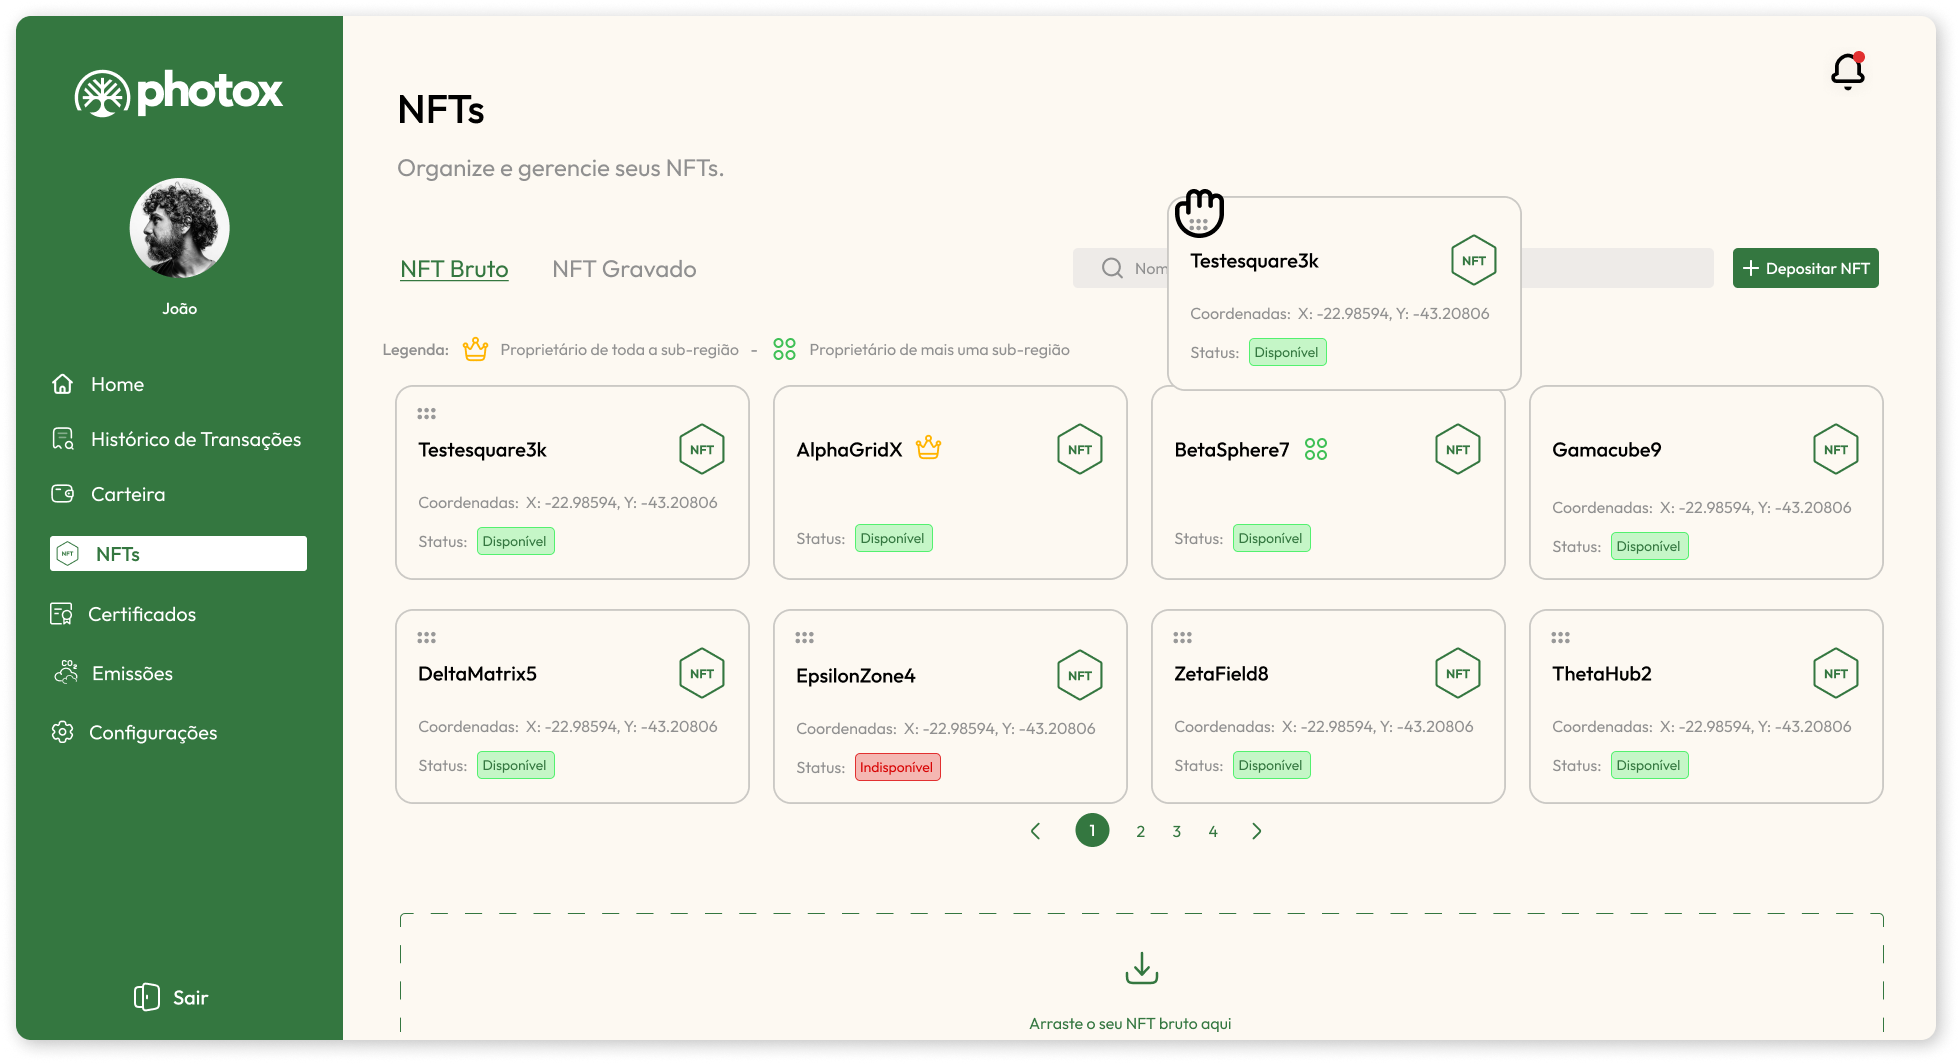 photox
João
Home
Histórico de Transações
Carteira
NFT
NFTs
Certificados
CO₂
Emissões
Configurações
Sair
NFTs
Organize e gerencie seus NFTs.
NFT Bruto
NFT Gravado
Nom
Depositar NFT
Testesquare3k
NFT
Coordenadas: X: -22.98594, Y: -43.20806
Status: Disponível
Legenda: Proprietário de toda a sub-região - Proprietário de mais uma sub-região
Testesquare3k
NFT
Coordenadas: X: -22.98594, Y: -43.20806
Status: Disponível
AlphaGridX
NFT
Status: Disponível
BetaSphere7
NFT
Status: Disponível
Gamacube9
NFT
Coordenadas: X: -22.98594, Y: -43.20806
Status: Disponível
DeltaMatrix5
NFT
Coordenadas: X: -22.98594, Y: -43.20806
Status: Disponível
EpsilonZone4
NFT
Coordenadas: X: -22.98594, Y: -43.20806
Status: Indisponível
ZetaField8
NFT
Coordenadas: X: -22.98594, Y: -43.20806
Status: Disponível
ThetaHub2
NFT
Coordenadas: X: -22.98594, Y: -43.20806
Status: Disponível
1 2 3 4
Arraste o seu NFT bruto aqui